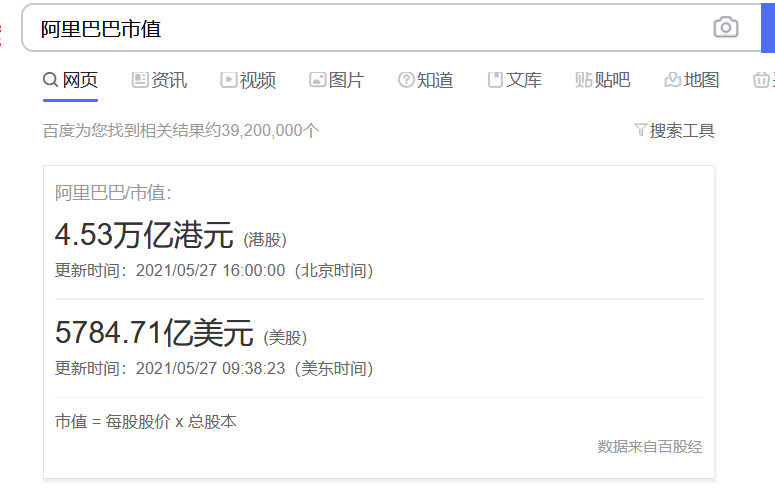 阿里巴巴市值
网页 资讯 视频 图片 知道 文库 贴吧 地图
百度为您找到相关结果约39,200,000个 搜索工具
阿里巴巴/市值:
4.53万亿港元 (港股)
更新时间：2021/05/27 16:00:00（北京时间）
5784.71亿美元 (美股)
更新时间：2021/05/27 09:38:23（美东时间）
市值 = 每股股价 x 总股本
数据来自百股经